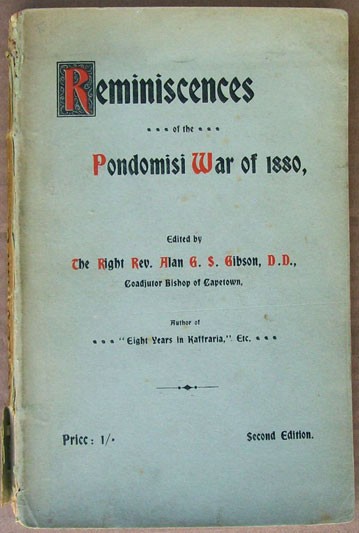 Reminiscences
of the
Pondomisi War of 1880,
Edited by
The Right Rev. Alan G. S. Gibson, D.D.,
Coadjutor Bishop of Capetown,
Author of
"Eight Years in Kaffraria," Etc.
Price: 1/-
Second Edition.